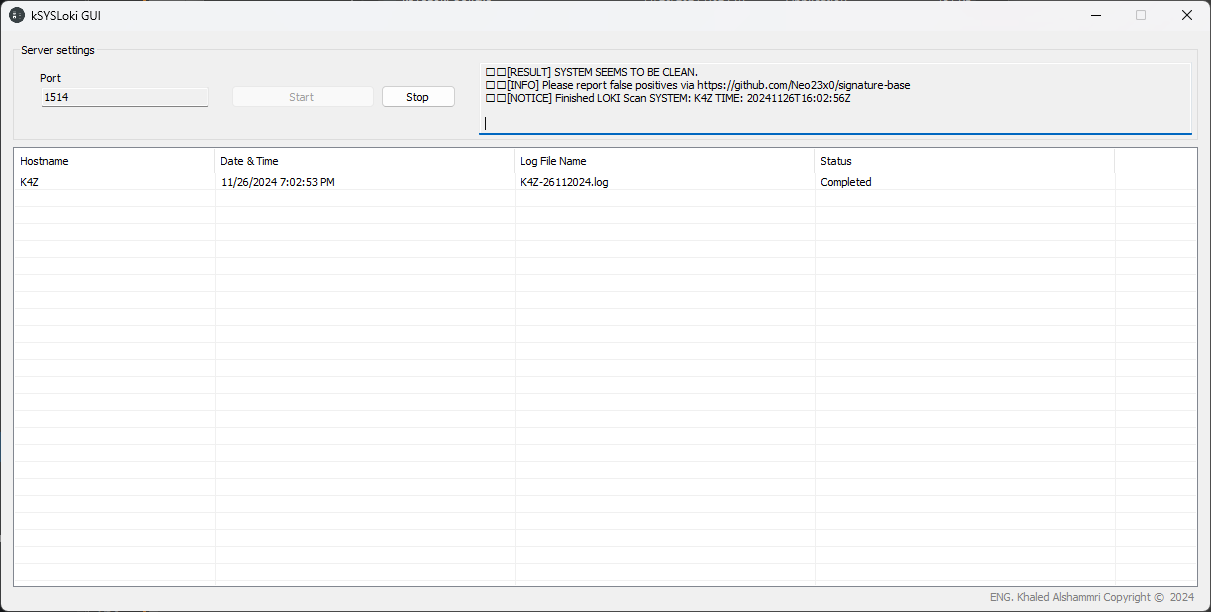 kSYSLoki GUI
Server settings
Port
1514
Start
Stop
□□[RESULT] SYSTEM SEEMS TO BE CLEAN.
□□[INFO] Please report false positives via https://github.com/Neo23x0/signature-base
□□[NOTICE] Finished LOKI Scan SYSTEM: K4Z TIME: 20241126T16:02:56Z
Hostname Date & Time Log File Name Status
K4Z 11/26/2024 7:02:53 PM K4Z-26112024.log Completed
ENG. Khaled Alshammri Copyright © 2024